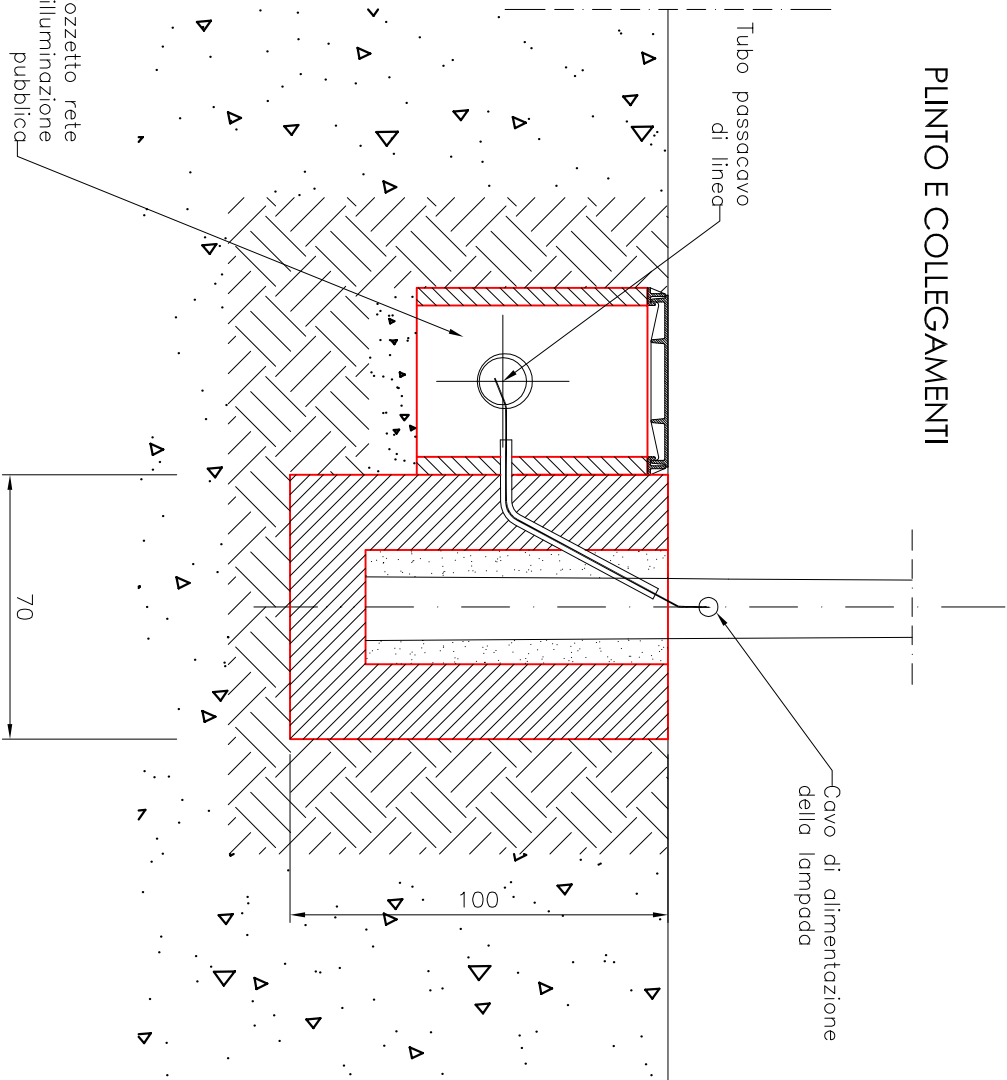 PLINTO E COLLEGAMENTI
Tubo passacavo
di linea
ozzetto rete
illuminazione
pubblica
Cavo di alimentazione
della lampada
70
100